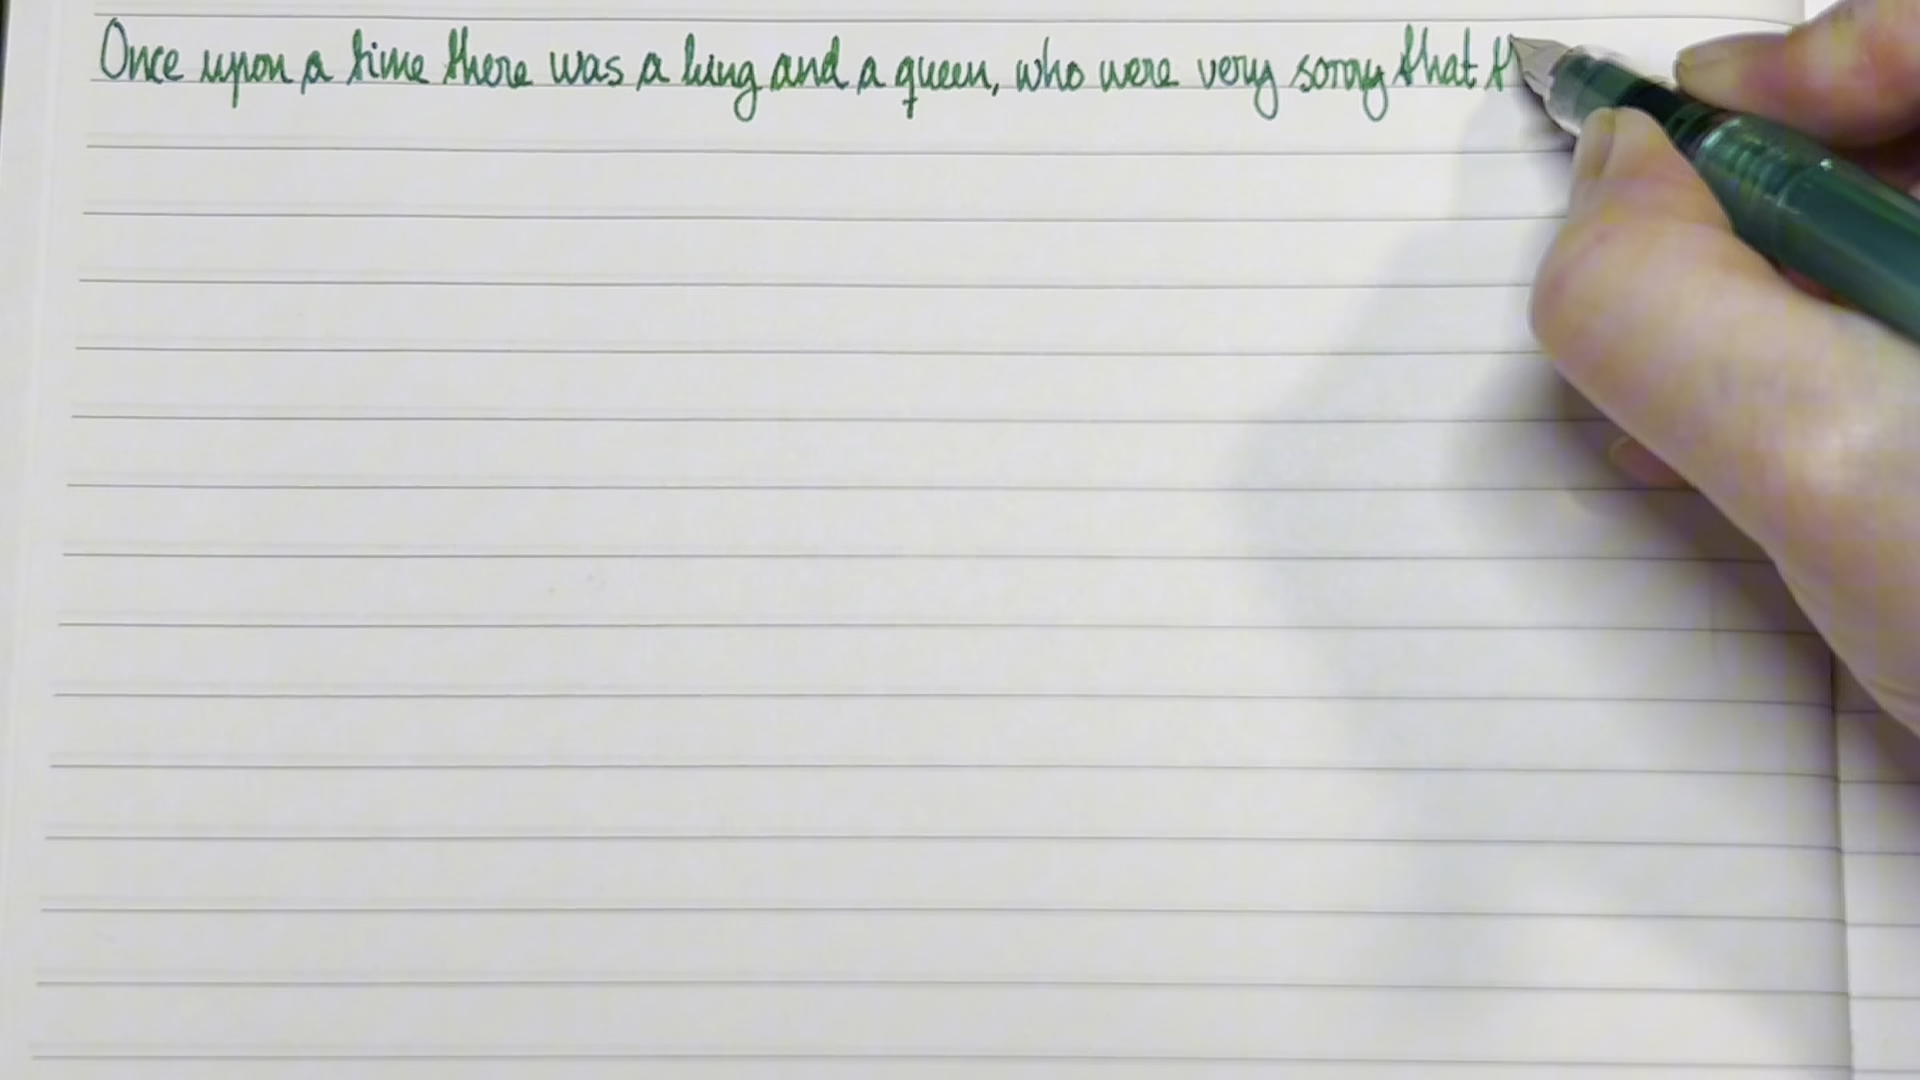 Once upon a time there was a king and a queen, who were very sorry that